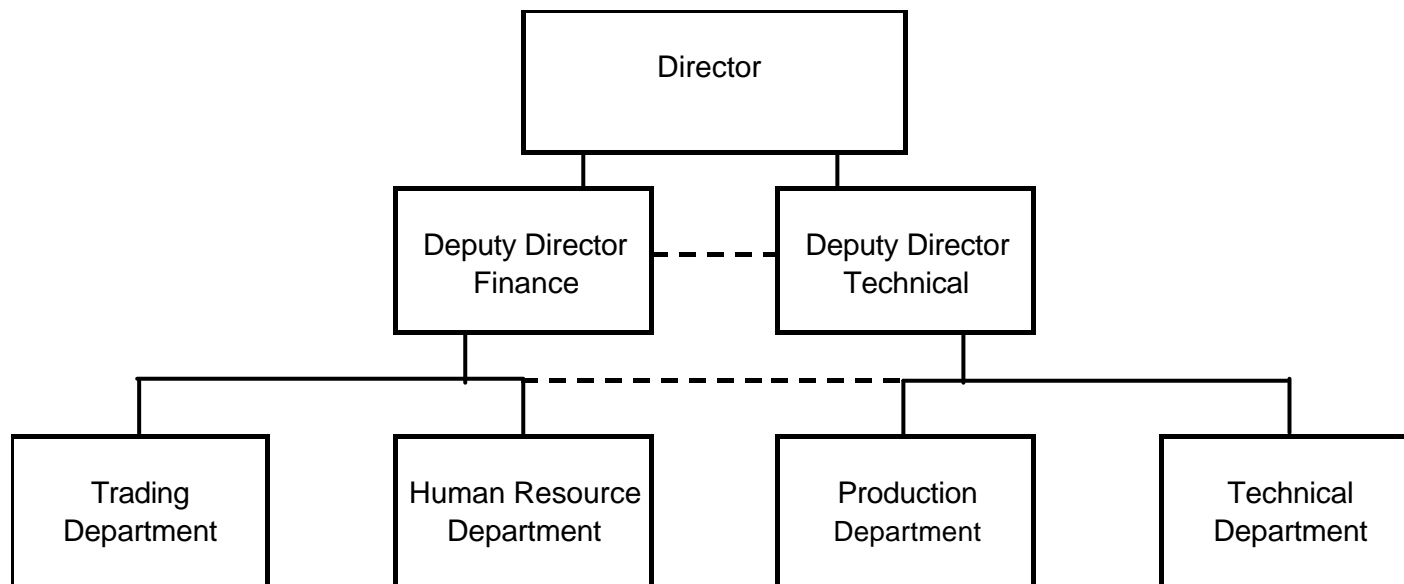 Director
Deputy Director
Finance
Deputy Director
Technical
Trading
Department
Human Resource
Department
Production
Department
Technical
Department